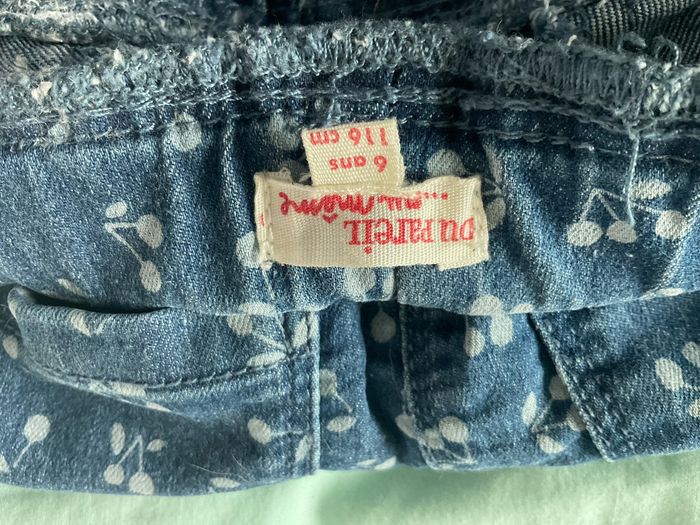 DU PAREIL
...au même
6 ans
116 cm